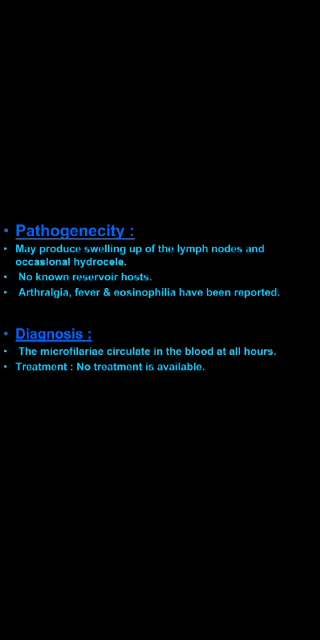 • Pathogenecity :
• May produce swelling up of the lymph nodes and
occasional hydrocele.
• No known reservoir hosts.
• Arthralgia, fever & eosinophilia have been reported.
• Diagnosis :
• The microfilariae circulate in the blood at all hours.
• Treatment : No treatment is available.